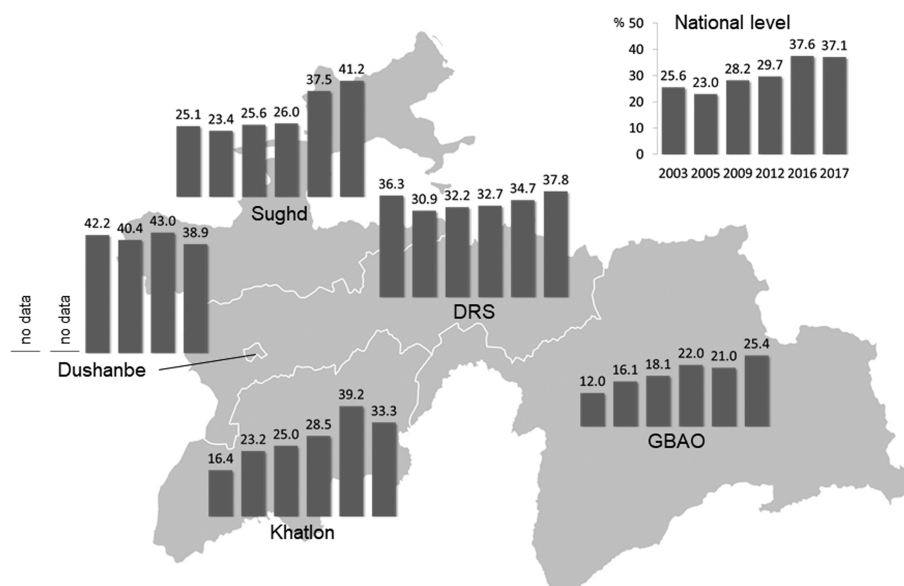 National level
% 50
40
30
20
10
0
25.6 23.0 28.2 29.7 37.6 37.1
2003 2005 2009 2012 2016 2017
25.1 23.4 25.6 26.0 37.5 41.2
Sughd
36.3 30.9 32.2 32.7 34.7 37.8
DRS
no data no data 42.2 40.4 43.0 38.9
Dushanbe
12.0 16.1 18.1 22.0 21.0 25.4
GBAO
16.4 23.2 25.0 28.5 39.2 33.3
Khatlon